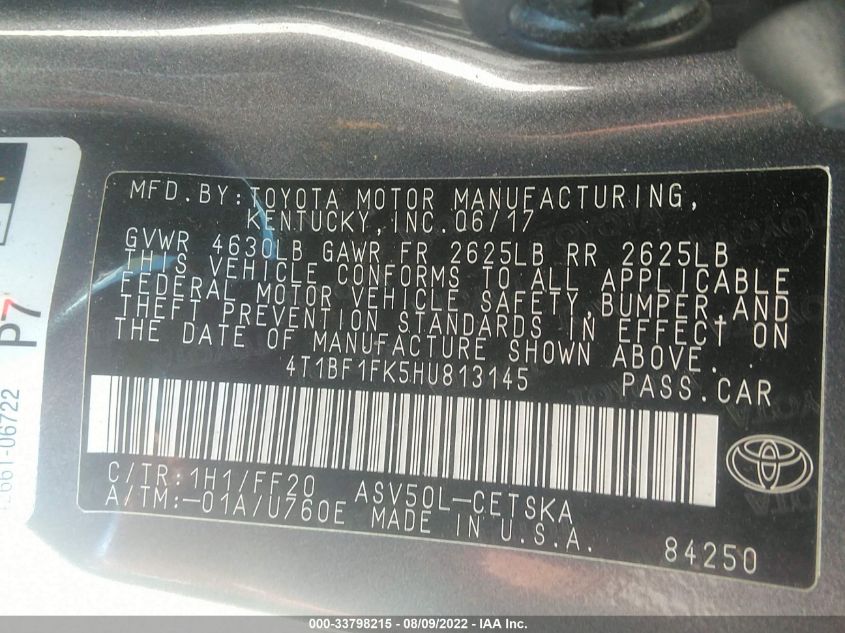 MFD.BY:TOYOTA MOTOR MANUFACTURING,
KENTUCKY,INC.06/17
GVWR 4630LB GAWR FR 2625LB RR 2625LB
THIS VEHICLE CONFORMS TO ALL APPLICABLE
FEDERAL MOTOR VEHICLE SAFETY,BUMPER,AND
THEFT PREVENTION STANDARDS IN EFFECT ON
THE DATE OF MANUFACTURE SHOWN ABOVE.
4T1BF1FK5HU813145 PASS.CAR
C/TR:1H1/FF20 ASV50L-CETSKA
A/TM:-01A/U760E MADE IN U.S.A.
84250
P7
000-33798215 - 08/09/2022 - IAA Inc.